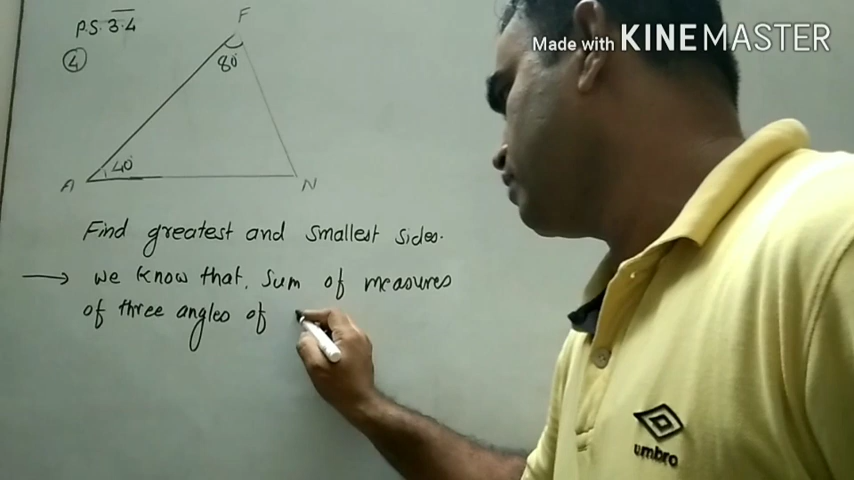 P.S. 3.4
4
F
80°
40°
A
N
Find greatest and smallest sides.
→ we know that, Sum of measures
of three angles of
Made with KINEMASTER
umbro